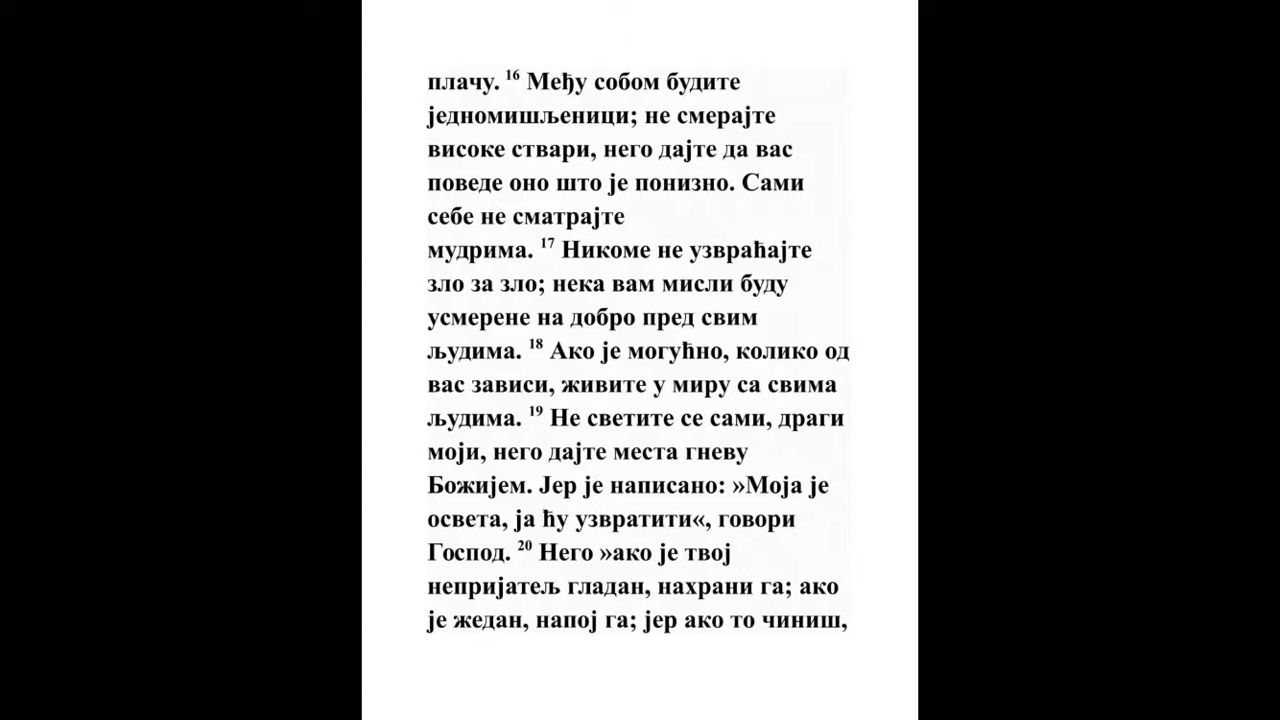 плачу. 16 Међу собом будите
једномишљеници; не смерајте
високе ствари, него дајте да вас
поведе оно што је понизно. Сами
себе не сматрајте
мудрима. 17 Никоме не узвраћајте
зло за зло; нека вам мисли буду
усмерене на добро пред свим
људима. 18 Ако је могућно, колико од
вас зависи, живите у миру са свима
људима. 19 Не светите се сами, драги
моји, него дајте места гневу
Божијем. Јер је написано: »Моја је
освета, ја ћу узвратити«, говори
Господ. 20 Него »ако је твој
непријатељ гладан, нахрани га; ако
је жедан, напој га; јер ако то чиниш,